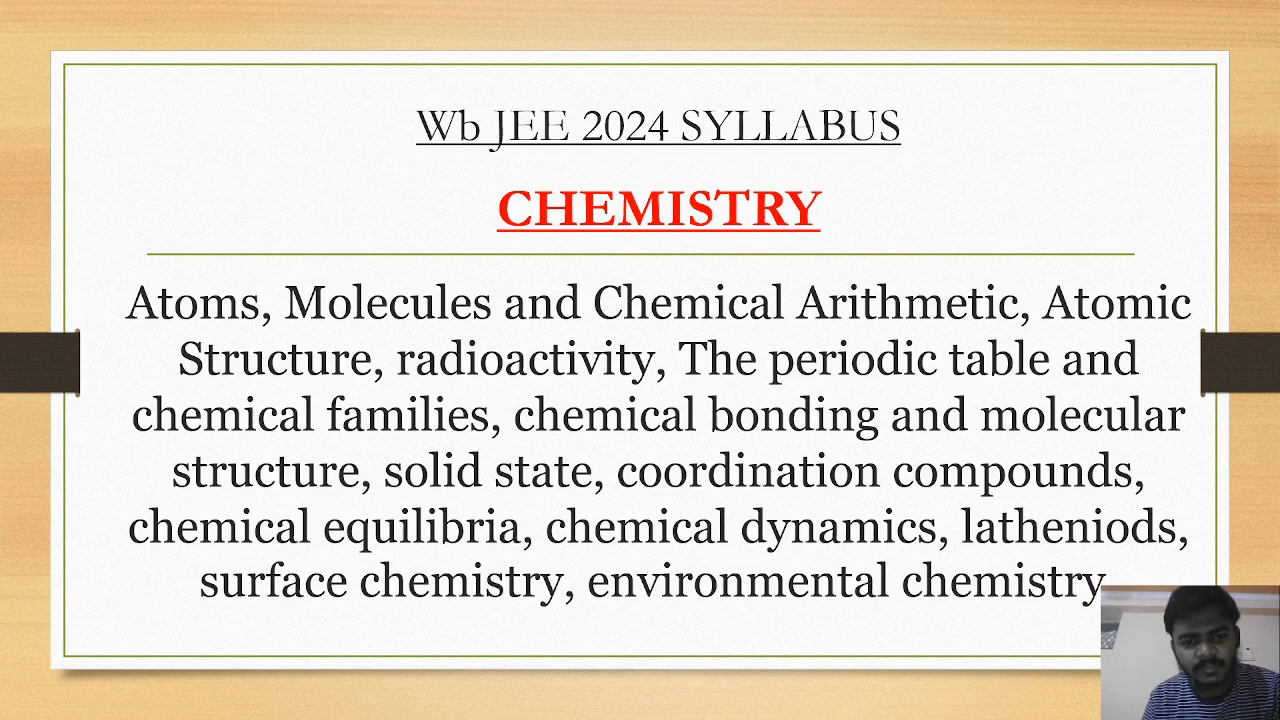 Wb JEE 2024 SYLLABUS
CHEMISTRY
Atoms, Molecules and Chemical Arithmetic, Atomic
Structure, radioactivity, The periodic table and
chemical families, chemical bonding and molecular
structure, solid state, coordination compounds,
chemical equilibria, chemical dynamics, latheniods,
surface chemistry, environmental chemistry